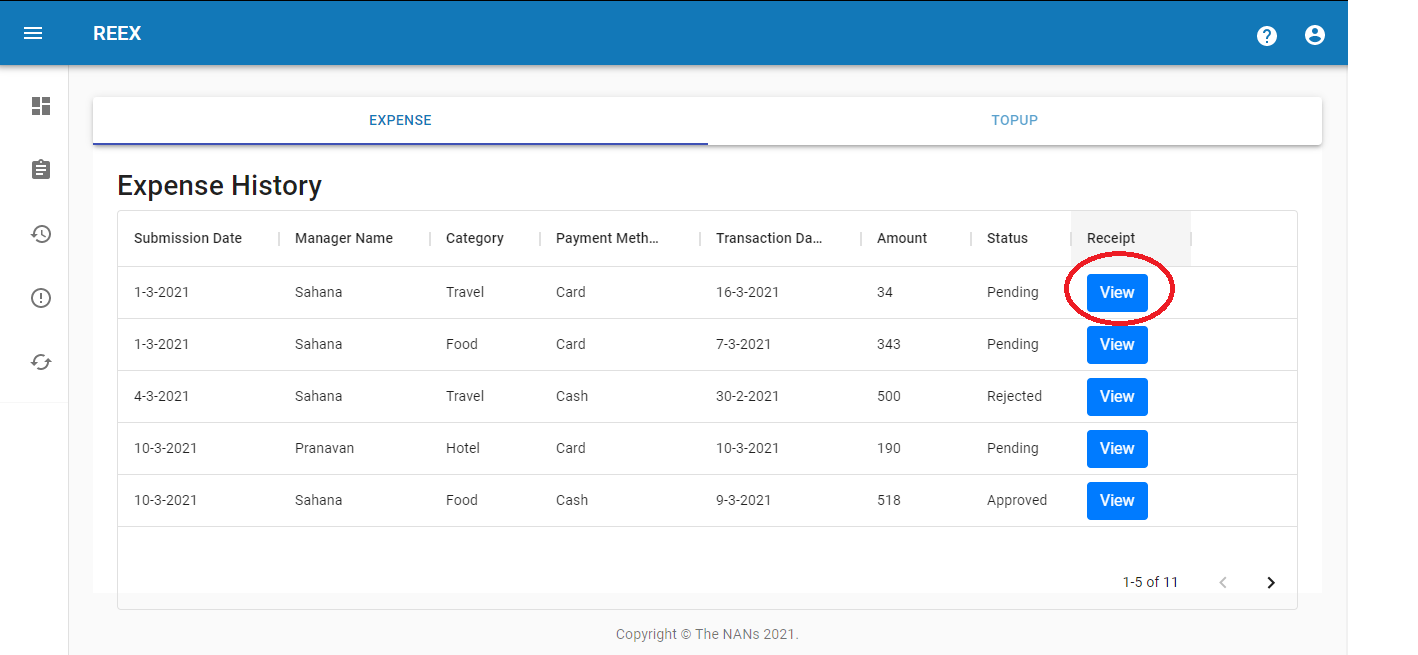 REEX
EXPENSE TOPUP
Expense History
Submission Date Manager Name Category Payment Meth... Transaction Da... Amount Status Receipt
1-3-2021 Sahana Travel Card 16-3-2021 34 Pending View
1-3-2021 Sahana Food Card 7-3-2021 343 Pending View
4-3-2021 Sahana Travel Cash 30-2-2021 500 Rejected View
10-3-2021 Pranavan Hotel Card 10-3-2021 190 Pending View
10-3-2021 Sahana Food Cash 9-3-2021 518 Approved View
1-5 of 11
Copyright © The NANs 2021.